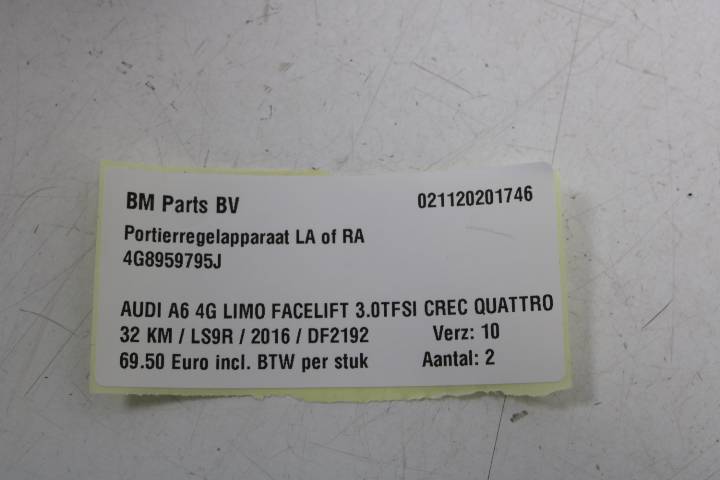 BM Parts BV 021120201746
Portierregelapparaat LA of RA
4G8959795J
AUDI A6 4G LIMO FACELIFT 3.0TFSI CREC QUATTRO
32 KM / LS9R / 2016 / DF2192 Verz: 10
69.50 Euro incl. BTW per stuk Aantal: 2